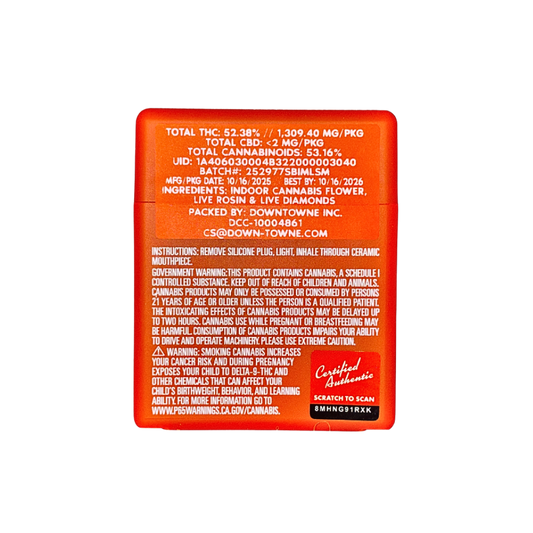 TOTAL THC: 52.38% // 1,309.40 MG/PKG
TOTAL CBD: <2 MG/PKG
TOTAL CANNABINOIDS: 53.16%
UID: 1A406030004B322000003040
BATCH#: 252977SBIMLSM
MFG/PKG DATE: 10/16/2025 BEST BY: 10/16/2026
INGREDIENTS: INDOOR CANNABIS FLOWER,
LIVE ROSIN & LIVE DIAMONDS
PACKED BY: DOWNTOWNE INC.
DCC-10004861
CS@DOWN-TOWNE.COM
INSTRUCTIONS: REMOVE SILICONE PLUG, LIGHT, INHALE THROUGH CERAMIC
MOUTHPIECE.
GOVERNMENT WARNING: THIS PRODUCT CONTAINS CANNABIS, A SCHEDULE I
CONTROLLED SUBSTANCE. KEEP OUT OF REACH OF CHILDREN AND ANIMALS.
CANNABIS PRODUCTS MAY ONLY BE POSSESSED OR CONSUMED BY PERSONS
21 YEARS OF AGE OR OLDER UNLESS THE PERSON IS A QUALIFIED PATIENT.
THE INTOXICATING EFFECTS OF CANNABIS PRODUCTS MAY BE DELAYED UP
TO TWO HOURS. CANNABIS USE WHILE PREGNANT OR BREASTFEEDING MAY
BE HARMFUL. CONSUMPTION OF CANNABIS PRODUCTS IMPAIRS YOUR ABILITY
TO DRIVE AND OPERATE MACHINERY. PLEASE USE EXTREME CAUTION.
⚠ WARNING: SMOKING CANNABIS INCREASES
YOUR CANCER RISK AND DURING PREGNANCY
EXPOSES YOUR CHILD TO DELTA-9-THC AND
OTHER CHEMICALS THAT CAN AFFECT YOUR
CHILD'S BIRTHWEIGHT, BEHAVIOR, AND LEARNING
ABILITY. FOR MORE INFORMATION GO TO
WWW.P65WARNINGS.CA.GOV/CANNABIS.
Certified
Authentic
SCRATCH TO SCAN
8MHNG91RXK